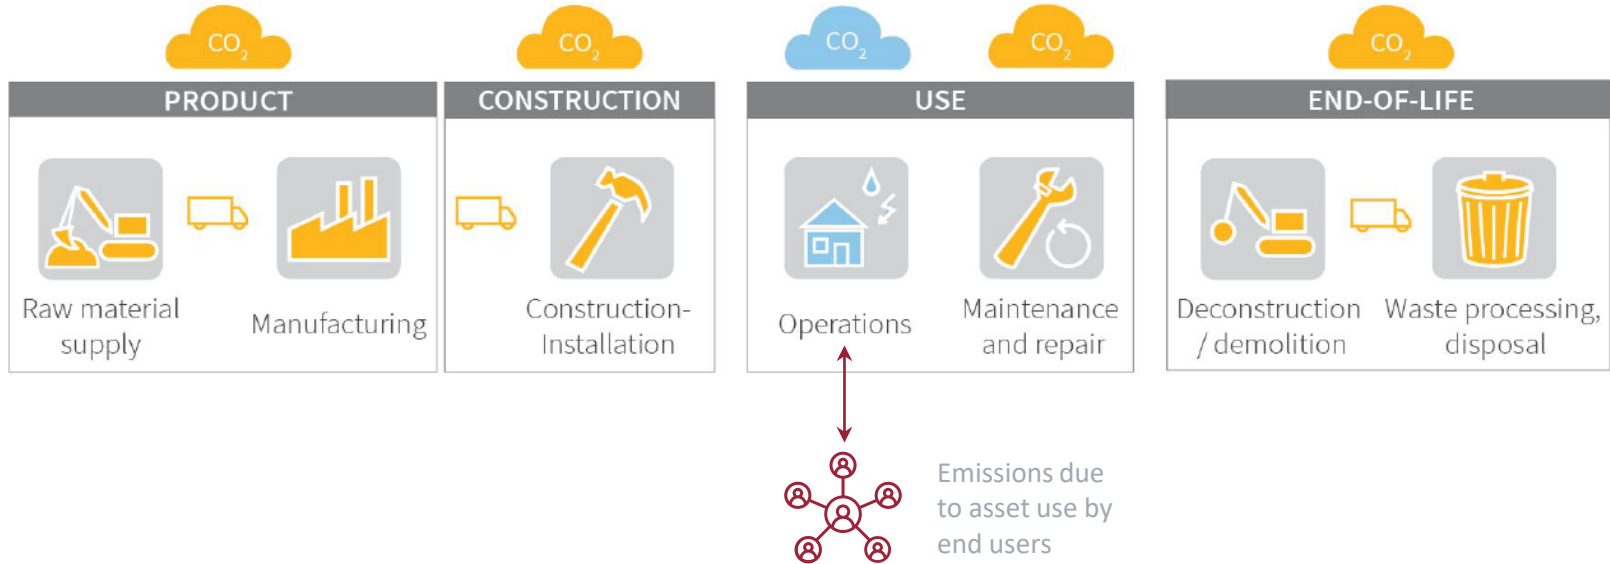 CO₂
CO₂
CO₂
CO₂
CO₂
PRODUCT
CONSTRUCTION
USE
END-OF-LIFE
Raw material
supply
Manufacturing
Construction-
Installation
Operations
Maintenance
and repair
Deconstruction
/ demolition
Waste processing,
disposal
Emissions due
to asset use by
end users